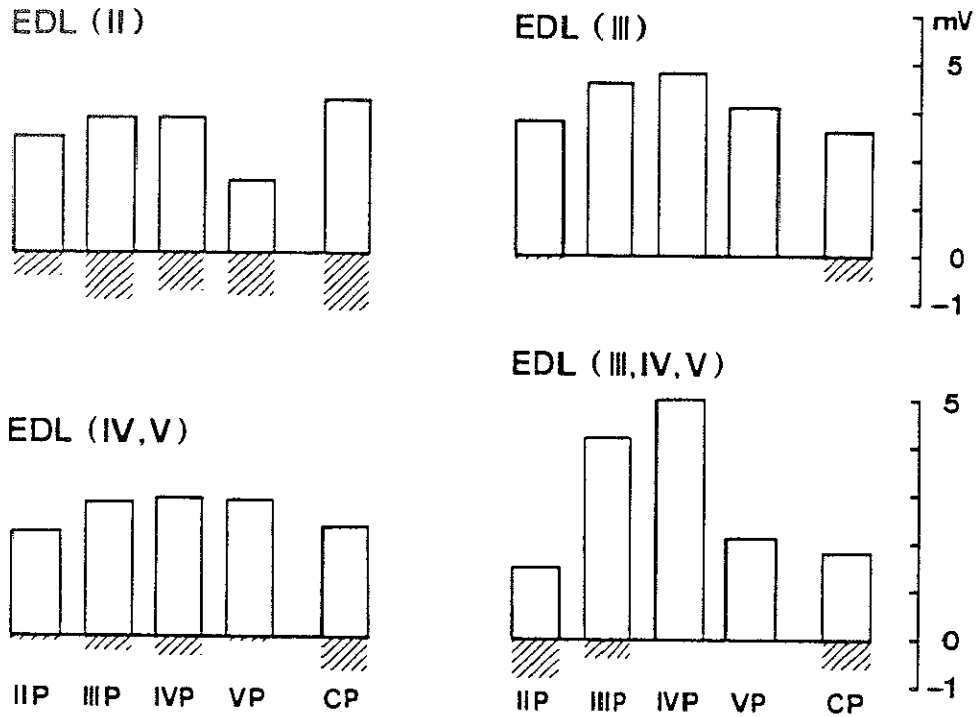 EDL (II)
EDL (III)
mV
5
0
-1
EDL (IV,V)
EDL (III,IV,V)
5
0
-1
IIP IIIP IVP VP CP
IIP IIIP IVP VP CP